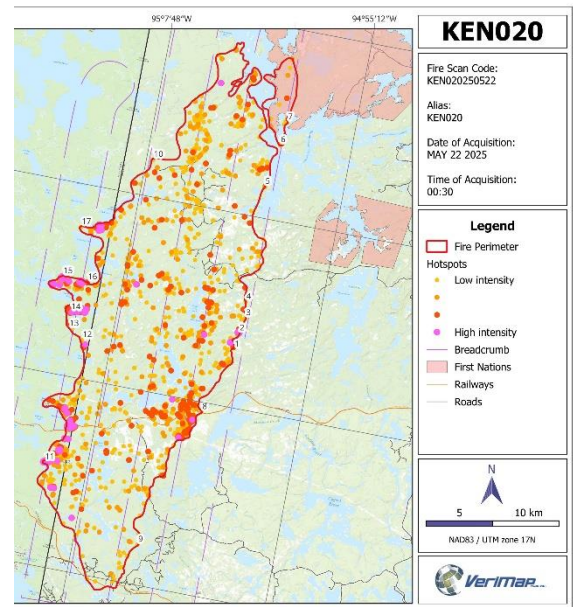 95°7'48"W
94°55'12"W
KEN020
Fire Scan Code:
KEN020250522
Alias:
KEN020
Date of Acquisition:
MAY 22 2025
Time of Acquisition:
00:30
Legend
Fire Perimeter
Hotspots
Low intensity
High intensity
Breadcrumb
First Nations
Railways
Roads
N
5
10 km
NAD83 / UTM zone 17N
VeriMap
7
6
10
5
17
15
16
4
14
3
13
2
12
1
8
11
9